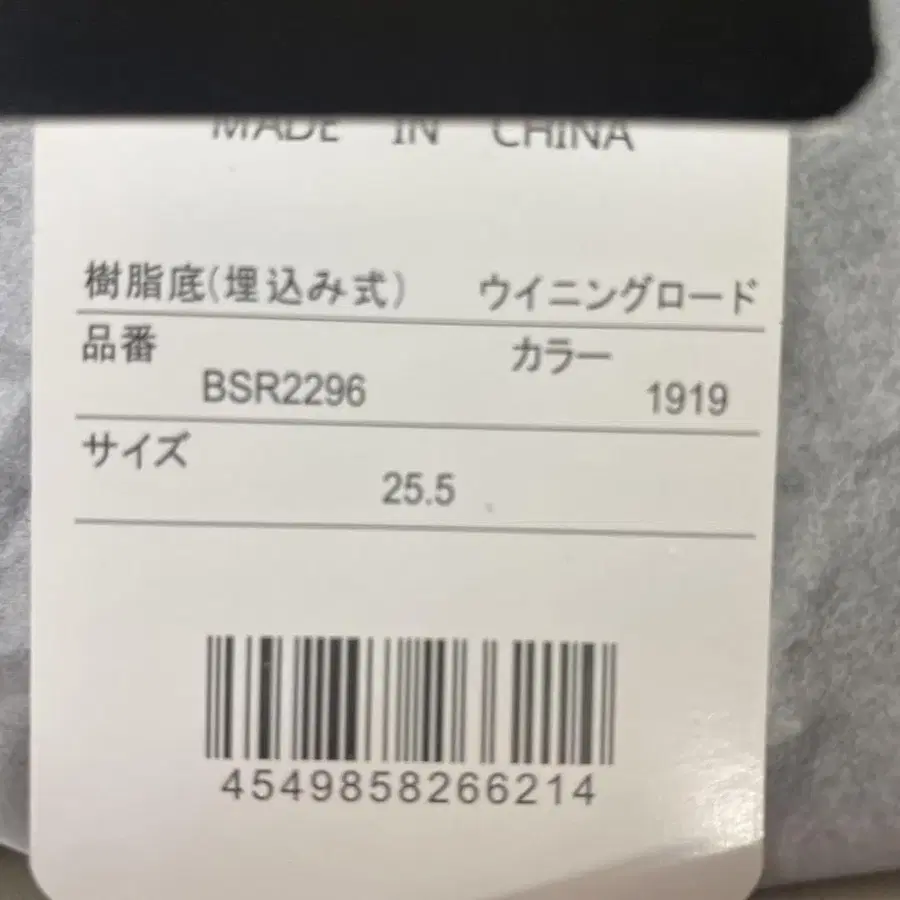 MADE IN CHINA
樹脂底(埋込み式) ウイニングロード
品番 カラー
BSR2296 1919
サイズ
25.5
4549858266214